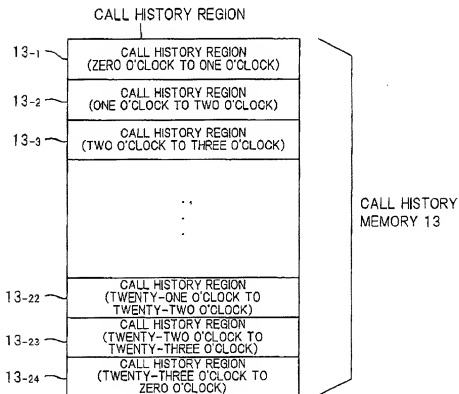 CALL HISTORY REGION
13-1
CALL HISTORY REGION
(ZERO O'CLOCK TO ONE O'CLOCK)
13-2
CALL HISTORY REGION
(ONE O'CLOCK TO TWO O'CLOCK)
13-3
CALL HISTORY REGION
(TWO O'CLOCK TO THREE O'CLOCK)
CALL HISTORY
MEMORY 13
13-22
CALL HISTORY REGION
(TWENTY-ONE O'CLOCK TO
TWENTY-TWO O'CLOCK)
13-23
CALL HISTORY REGION
(TWENTY-TWO O'CLOCK TO
TWENTY-THREE O'CLOCK)
13-24
CALL HISTORY REGION
(TWENTY-THREE O'CLOCK TO
ZERO O'CLOCK)